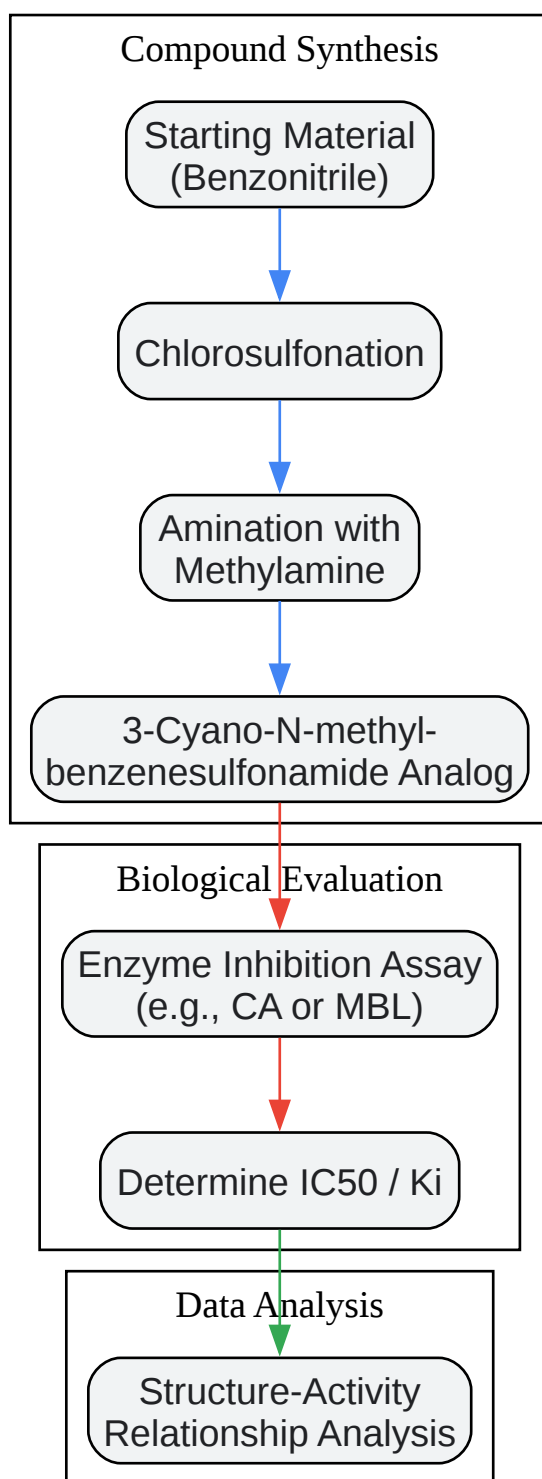 Compound Synthesis
Starting Material
(Benzonitrile)
Chlorosulfonation
Amination with
Methylamine
3-Cyano-N-methyl-
benzenesulfonamide Analog
Biological Evaluation
Enzyme Inhibition Assay
(e.g., CA or MBL)
Determine IC50 / Ki
Data Analysis
Structure-Activity
Relationship Analysis